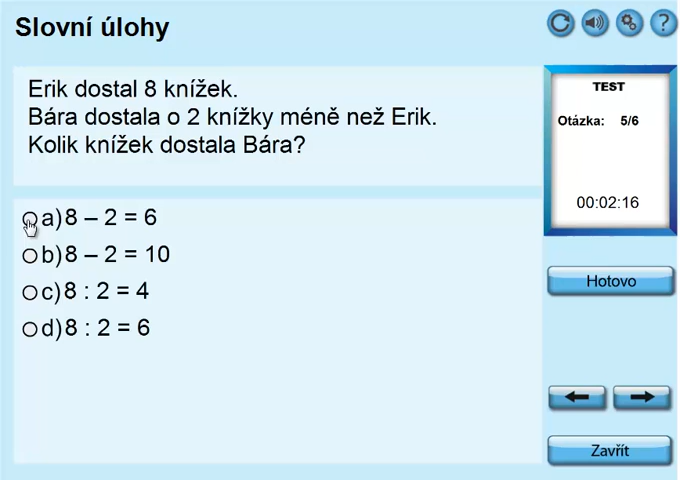 Slovní úlohy
?
Erik dostal 8 knížek.
Bára dostala o 2 knížky méně než Erik.
Kolik knížek dostala Bára?
TEST
Otázka: 5/6
00:02:16
a) 8 – 2 = 6
b) 8 – 2 = 10
c) 8 : 2 = 4
d) 8 : 2 = 6
Hotovo
Zavřít